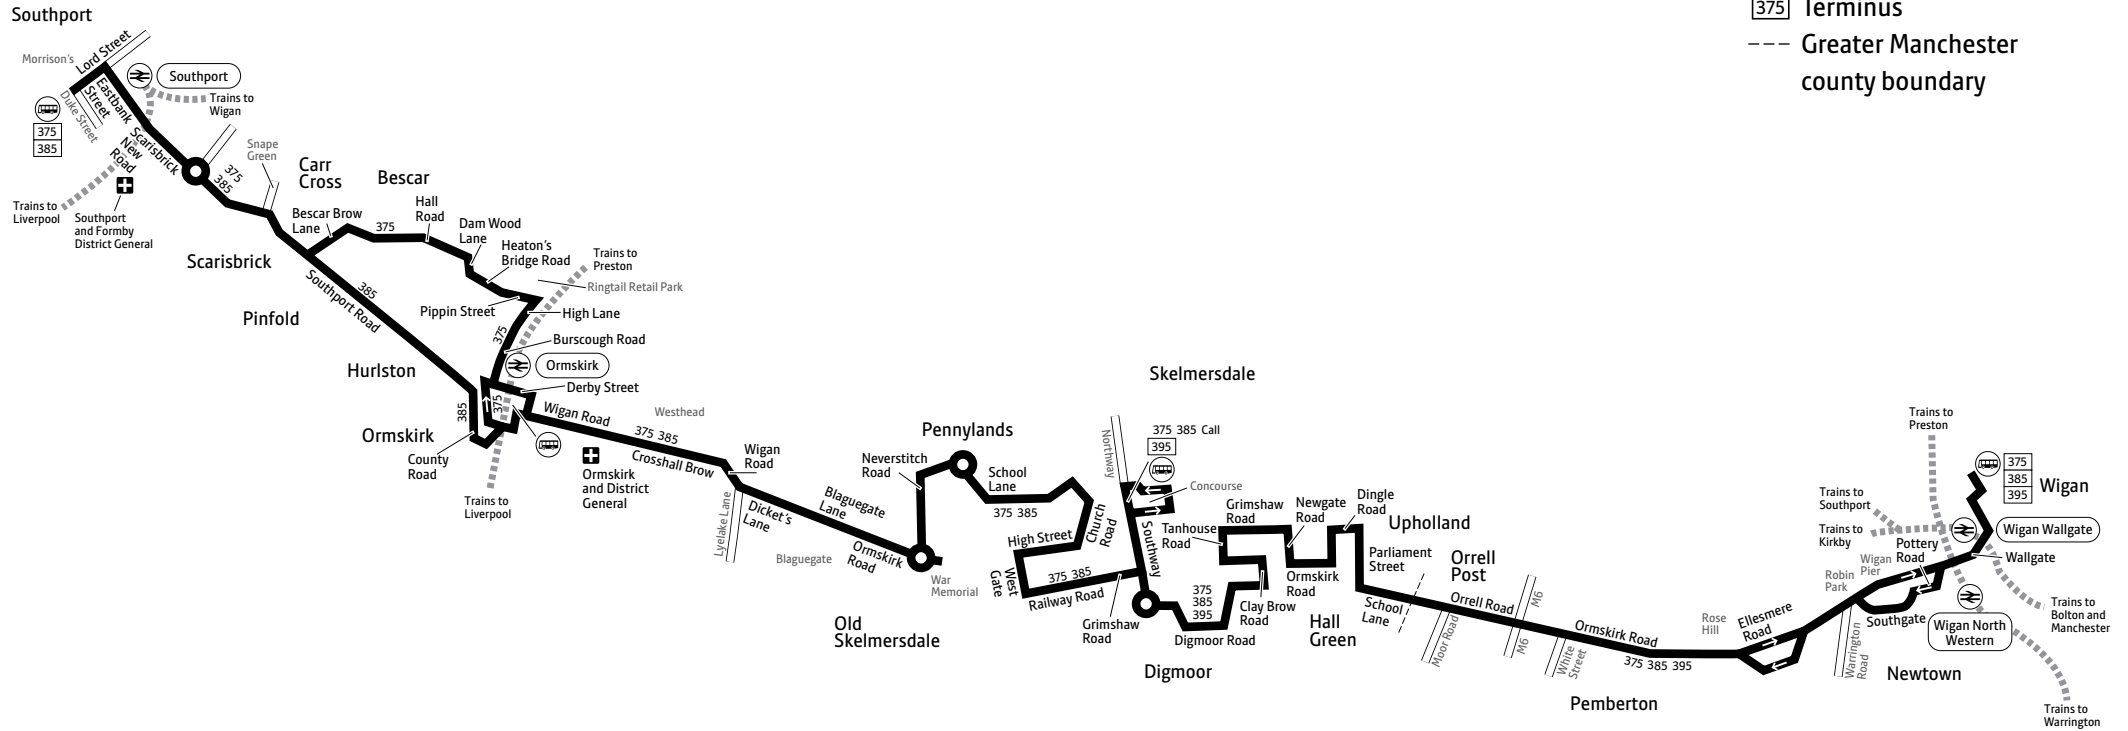 Southport
Morrison's
Lord Street
Eastbank
Street
Duke Street
375
385
Southport
Trains to
Wigan
Scarisbrick
New
Road
Trains to
Liverpool
Southport
and Formby
District General
375
385
Snape
Green
Carr
Cross
Bescar
Bescar Brow
Lane
375
Hall
Road
Dam Wood
Lane
Heaton's
Bridge Road
Trains to
Preston
Ringtail Retail Park
Pippin Street
High Lane
375
Burscough Road
Scarisbrick
385
Southport Road
Pinfold
Hurlston
Ormskirk
Derby Street
385
375
Ormskirk
County
Road
Trains to
Liverpool
Wigan Road
Westhead
375 385
Crosshall Brow
Ormskirk
and District
General
Wigan
Road
Lyelake Lane
Dicket's
Lane
Blaguegate
Lane
Blaguegate
Ormskirk
Road
Neverstitch
Road
Pennylands
War
Memorial
Old
Skelmersdale
School
Lane
375 385
Church
Road
High Street
West
Gate
375 385
Railway Road
Grimshaw
Road
Skelmersdale
Northway
375 385 Call
395
Concourse
Southway
Tanhouse
Road
Grimshaw
Road
Newgate
Road
Dingle
Road
Upholland
375
385
395
Clay Brow
Road
Ormskirk
Road
Digmoor Road
Digmoor
Hall
Green
Parliament
Street
School
Lane
Orrell
Post
Orrell Road
Moor Road
M6
M6
White
Street
Ormskirk Road
375 385 395
Pemberton
Rose
Hill
Ellesmere
Road
Robin
Park
Wigan
Pier
Pottery
Road
Warrington
Road
Southgate
Newtown
Trains to
Preston
Trains to
Southport
Trains to
Kirkby
375
385
395
Wigan
Wigan Wallgate
Wallgate
Wigan North
Western
Trains to
Bolton and
Manchester
Trains to
Warrington
375 Terminus
Greater Manchester
county boundary